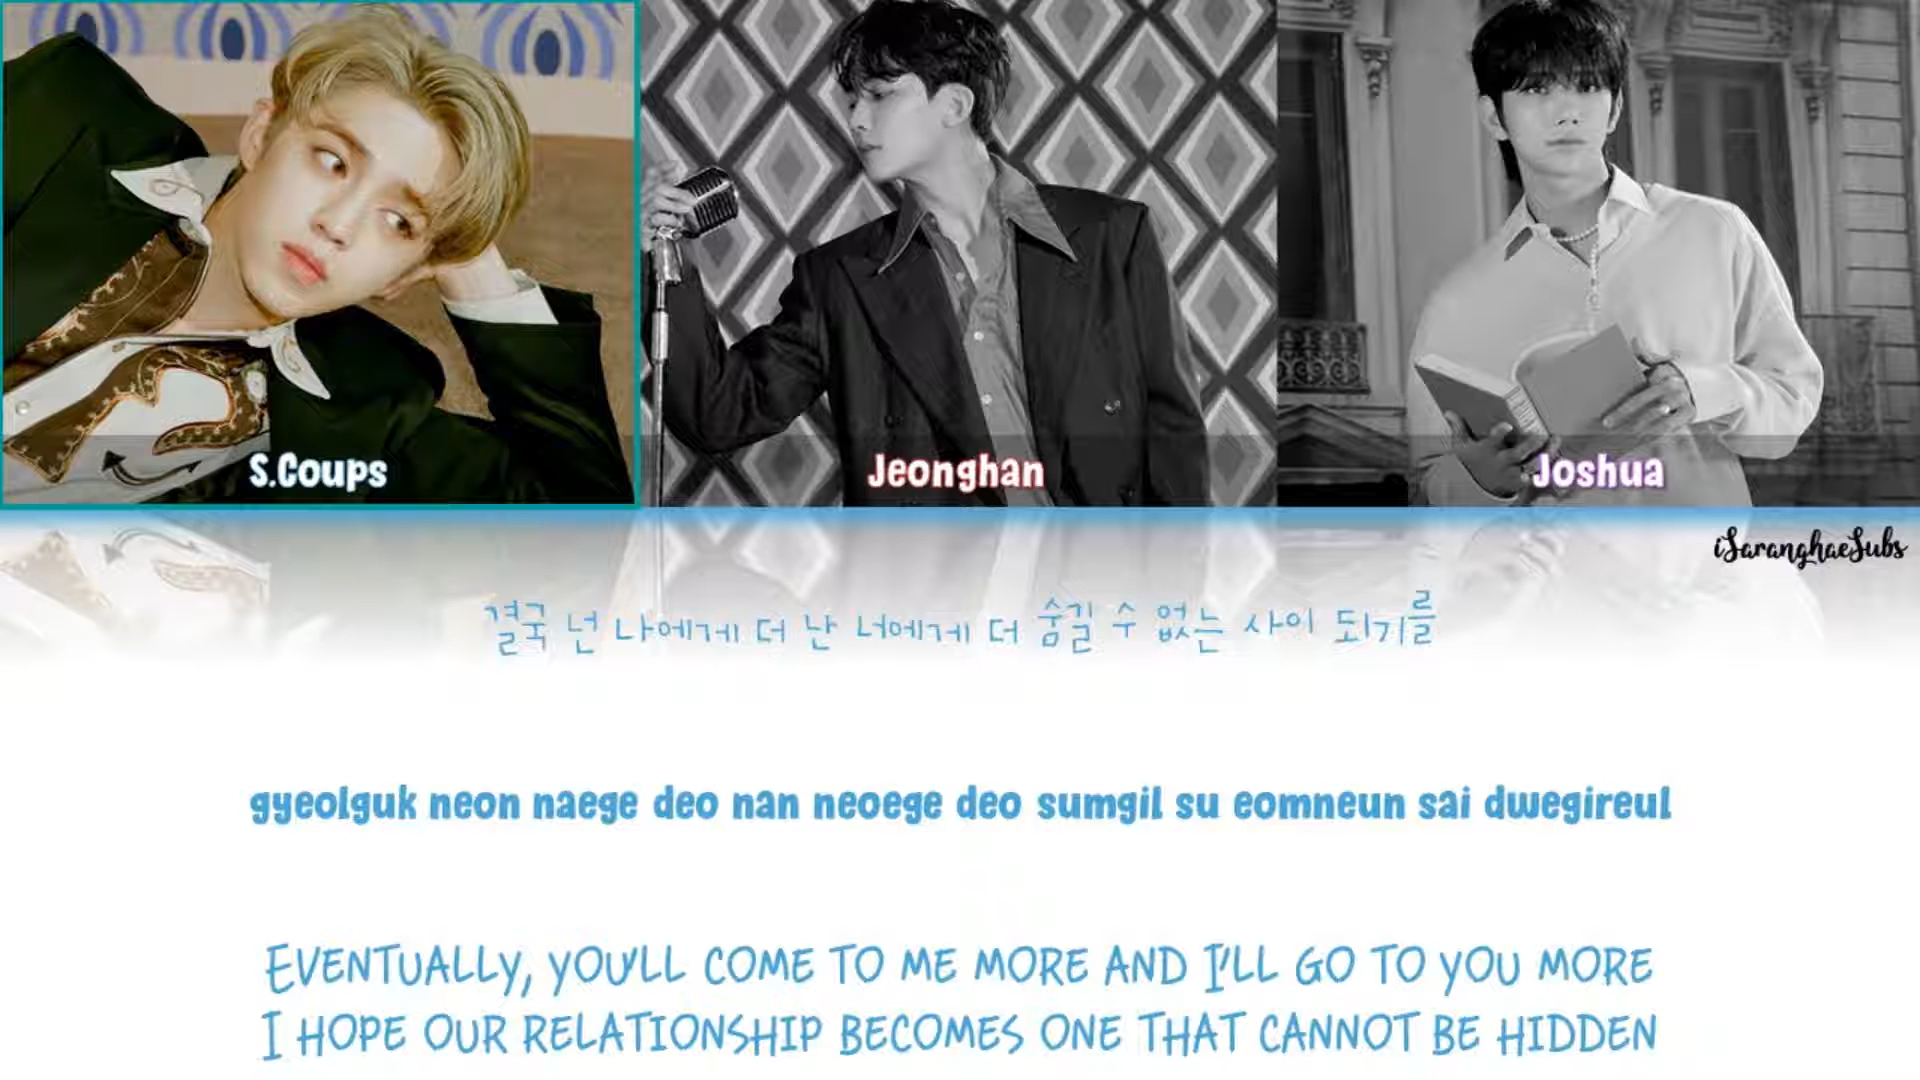 S.Coups
Jeonghan
Joshua
iSaranghaeSubs
결국 넌 나에게 더 난 너에게 더 숨길 수 없는 사이 되기를
gyeolguk neon naege deo nan neoege deo sumgil su eomneun sai dwegireul
EVENTUALLY, YOU'LL COME TO ME MORE AND I'LL GO TO YOU MORE
I HOPE OUR RELATIONSHIP BECOMES ONE THAT CANNOT BE HIDDEN